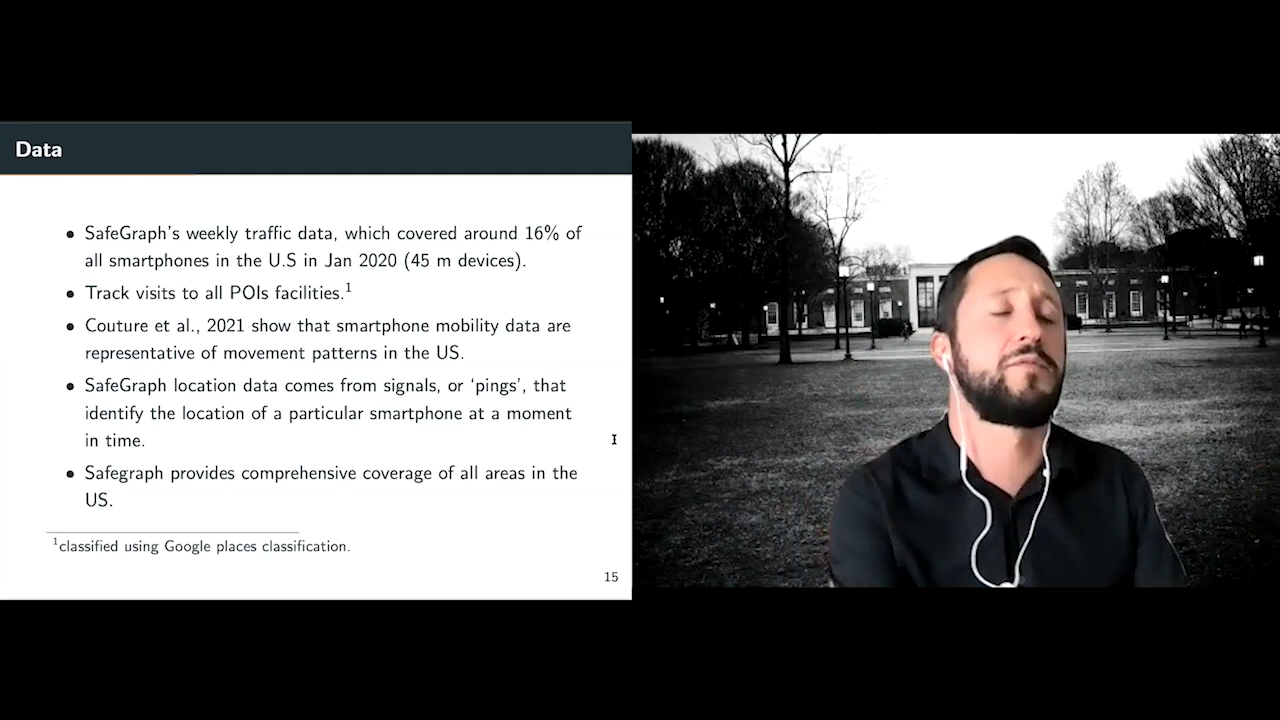 Data
• SafeGraph's weekly traffic data, which covered around 16% of
all smartphones in the U.S in Jan 2020 (45 m devices).
• Track visits to all POIs facilities.¹
• Couture et al., 2021 show that smartphone mobility data are
representative of movement patterns in the US.
• SafeGraph location data comes from signals, or ‘pings’, that
identify the location of a particular smartphone at a moment
in time.
• Safegraph provides comprehensive coverage of all areas in the
US.
¹classified using Google places classification.
15